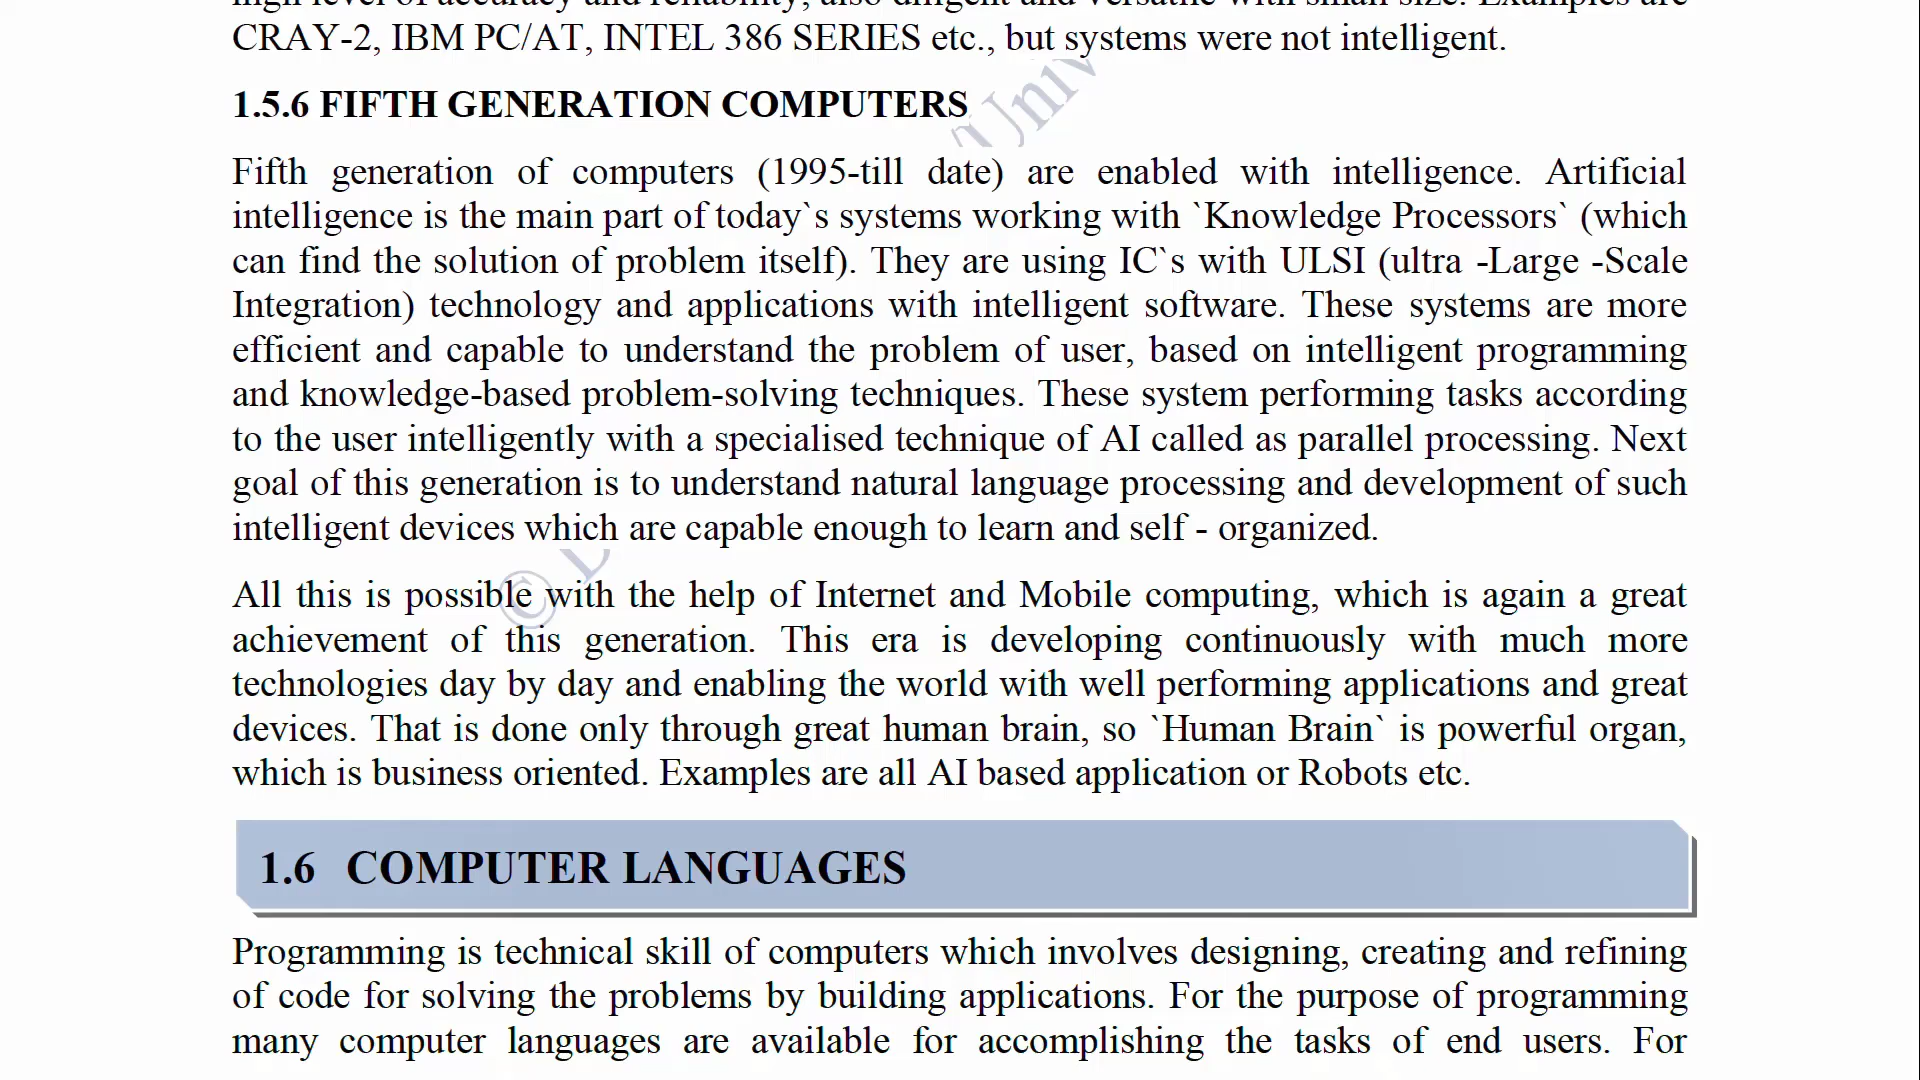 CRAY-2, IBM PC/AT, INTEL 386 SERIES etc., but systems were not intelligent.
1.5.6 FIFTH GENERATION COMPUTERS
Fifth generation of computers (1995-till date) are enabled with intelligence. Artificial
intelligence is the main part of today`s systems working with `Knowledge Processors` (which
can find the solution of problem itself). They are using IC`s with ULSI (ultra -Large -Scale
Integration) technology and applications with intelligent software. These systems are more
efficient and capable to understand the problem of user, based on intelligent programming
and knowledge-based problem-solving techniques. These system performing tasks according
to the user intelligently with a specialised technique of AI called as parallel processing. Next
goal of this generation is to understand natural language processing and development of such
intelligent devices which are capable enough to learn and self - organized.
All this is possible with the help of Internet and Mobile computing, which is again a great
achievement of this generation. This era is developing continuously with much more
technologies day by day and enabling the world with well performing applications and great
devices. That is done only through great human brain, so `Human Brain` is powerful organ,
which is business oriented. Examples are all AI based application or Robots etc.
1.6 COMPUTER LANGUAGES
Programming is technical skill of computers which involves designing, creating and refining
of code for solving the problems by building applications. For the purpose of programming
many computer languages are available for accomplishing the tasks of end users. For